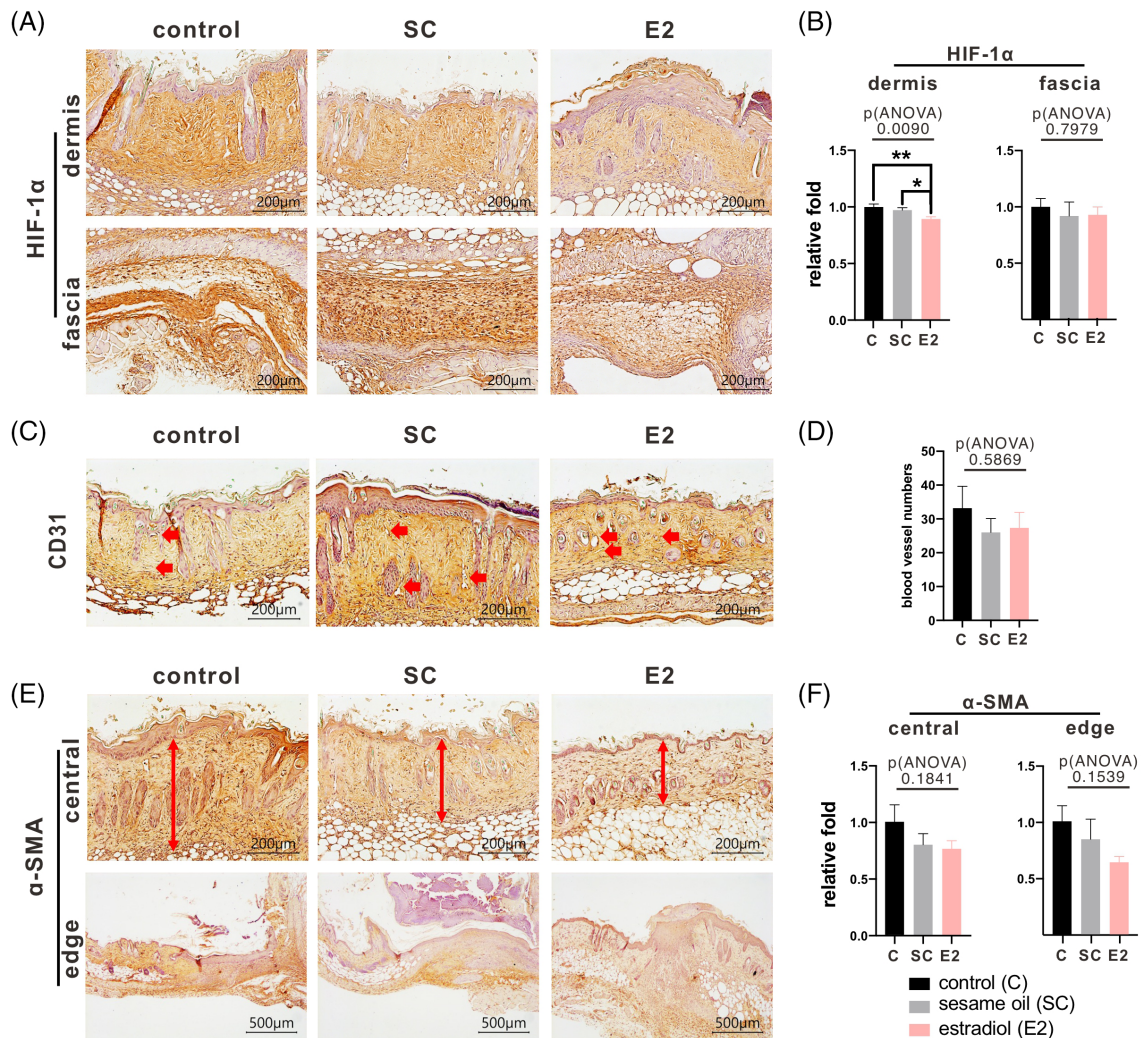 (A)
control SC E2
HIF-1α
dermis
200μm 200μm 200μm
fascia
200μm 200μm 200μm
(B)
HIF-1α
dermis fascia
p(ANOVA) p(ANOVA)
0.0090 0.7979
relative fold
1.5 1.5
** 
*
1.0 1.0
0.5 0.5
0.0
C SC E2 C SC E2
(C)
control SC E2
CD31
200μm 200μm 200μm
(D)
p(ANOVA)
0.5869
blood vessel numbers
50
40
30
20
10
0
C SC E2
(E)
control SC E2
α-SMA
central
200μm 200μm 200μm
edge
500μm 500μm 500μm
(F)
α-SMA
central edge
p(ANOVA) p(ANOVA)
0.1841 0.1539
relative fold
1.5 1.5
1.0 1.0
0.5 0.5
0.0
C SC E2 C SC E2
control (C)
sesame oil (SC)
estradiol (E2)